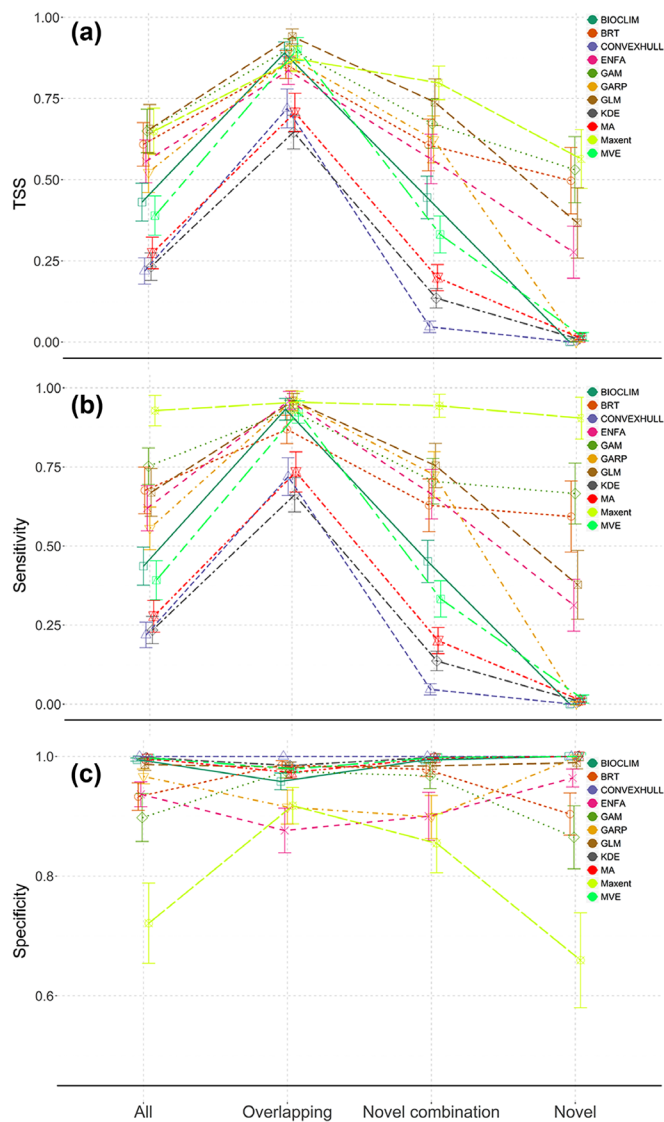 (a)
1.00
0.75
0.50
0.25
0.00
TSS
BIOCLIM
BRT
CONVEXHULL
ENFA
GAM
GARP
GLM
KDE
MA
Maxent
MVE
(b)
1.00
0.75
0.50
0.25
0.00
Sensitivity
BIOCLIM
BRT
CONVEXHULL
ENFA
GAM
GARP
GLM
KDE
MA
Maxent
MVE
(c)
1.0
0.8
0.6
Specificity
BIOCLIM
BRT
CONVEXHULL
ENFA
GAM
GARP
GLM
KDE
MA
Maxent
MVE
All Overlapping Novel combination Novel